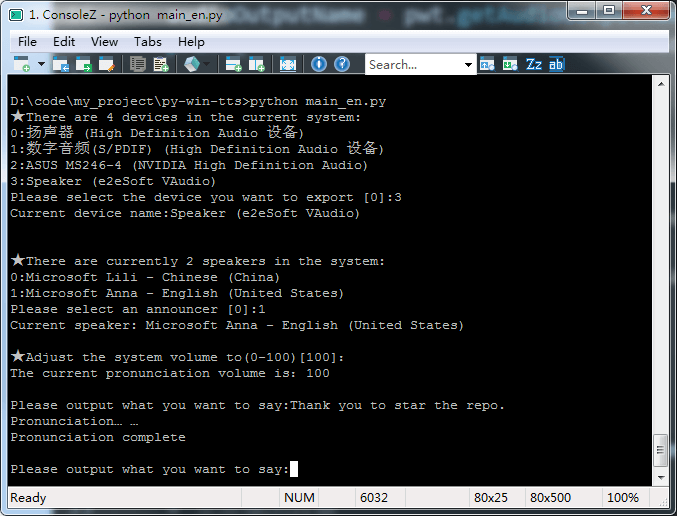 1. ConsoleZ - python  main_en.py
File Edit View Tabs Help
Search...
Zz ab
D:\code\my_project\py-win-tts>python main_en.py
★There are 4 devices in the current system:
0:扬声器 (High Definition Audio 设备)
1:数字音频(S/PDIF) (High Definition Audio 设备)
2:ASUS MS246-4 (NVIDIA High Definition Audio)
3:Speaker (e2eSoft VAudio)
Please select the device you want to export [0]:3
Current device name:Speaker (e2eSoft VAudio)
★There are currently 2 speakers in the system:
0:Microsoft Lili - Chinese (China)
1:Microsoft Anna - English (United States)
Please select an announcer [0]:1
Current speaker: Microsoft Anna - English (United States)
★Adjust the system volume to(0-100)[100]:
The current pronunciation volume is: 100
Please output what you want to say:Thank you to star the repo.
Pronunciation… …
Pronunciation complete
Please output what you want to say:
Ready NUM 6032 80x25 80x500 100%